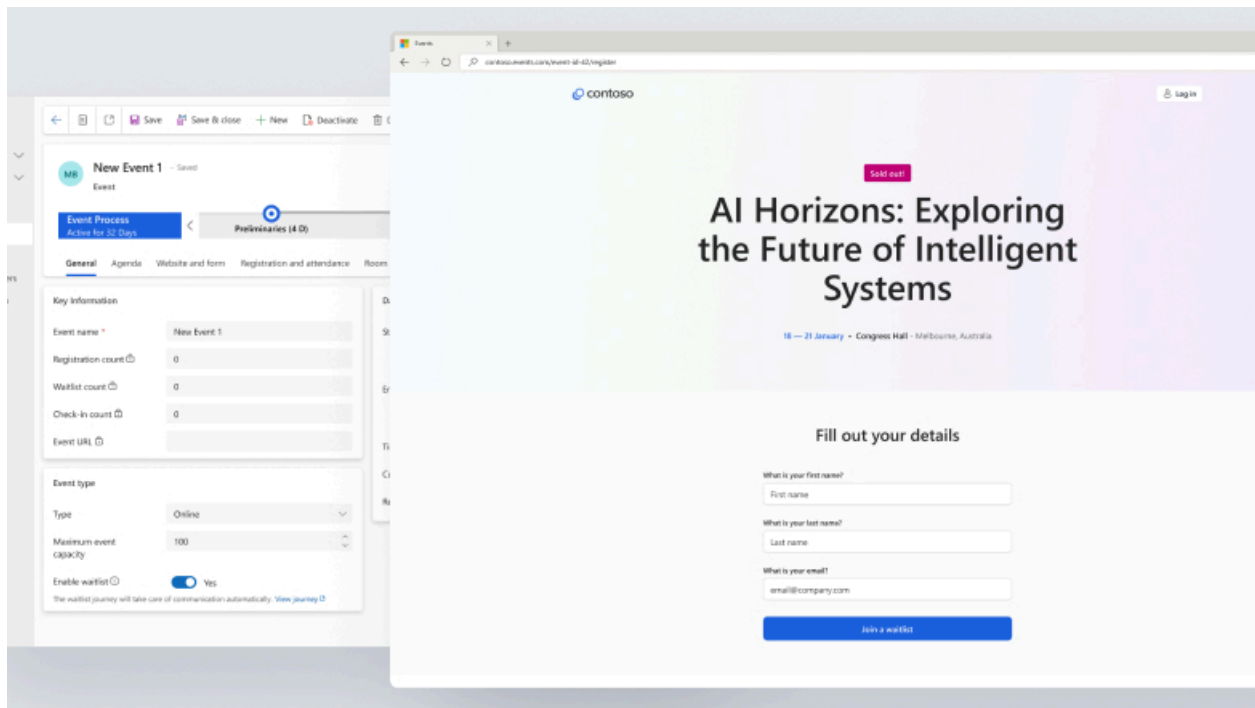 Save
Save & close
New
Deactivate
MB
New Event 1
- Saved
Event
Event Process
Active for 32 Days
Preliminaries (4 D)
General
Agenda
Website and form
Registration and attendance
Room
Key Information
Event name *
New Event 1
Registration count
0
Waitlist count
0
Check-in count
0
Event URL
Event type
Type
Online
Maximum event
capacity
100
Enable waitlist
Yes
The waitlist journey will take care of communication automatically. View journey
Events
contoso.events.com/event-id-42/register
contoso
Log in
Sold out!
AI Horizons: Exploring
the Future of Intelligent
Systems
18 — 21 January • Congress Hall - Melbourne, Australia
Fill out your details
What is your first name?
First name
What is your last name?
Last name
What is your email?
email@company.com
Join a waitlist